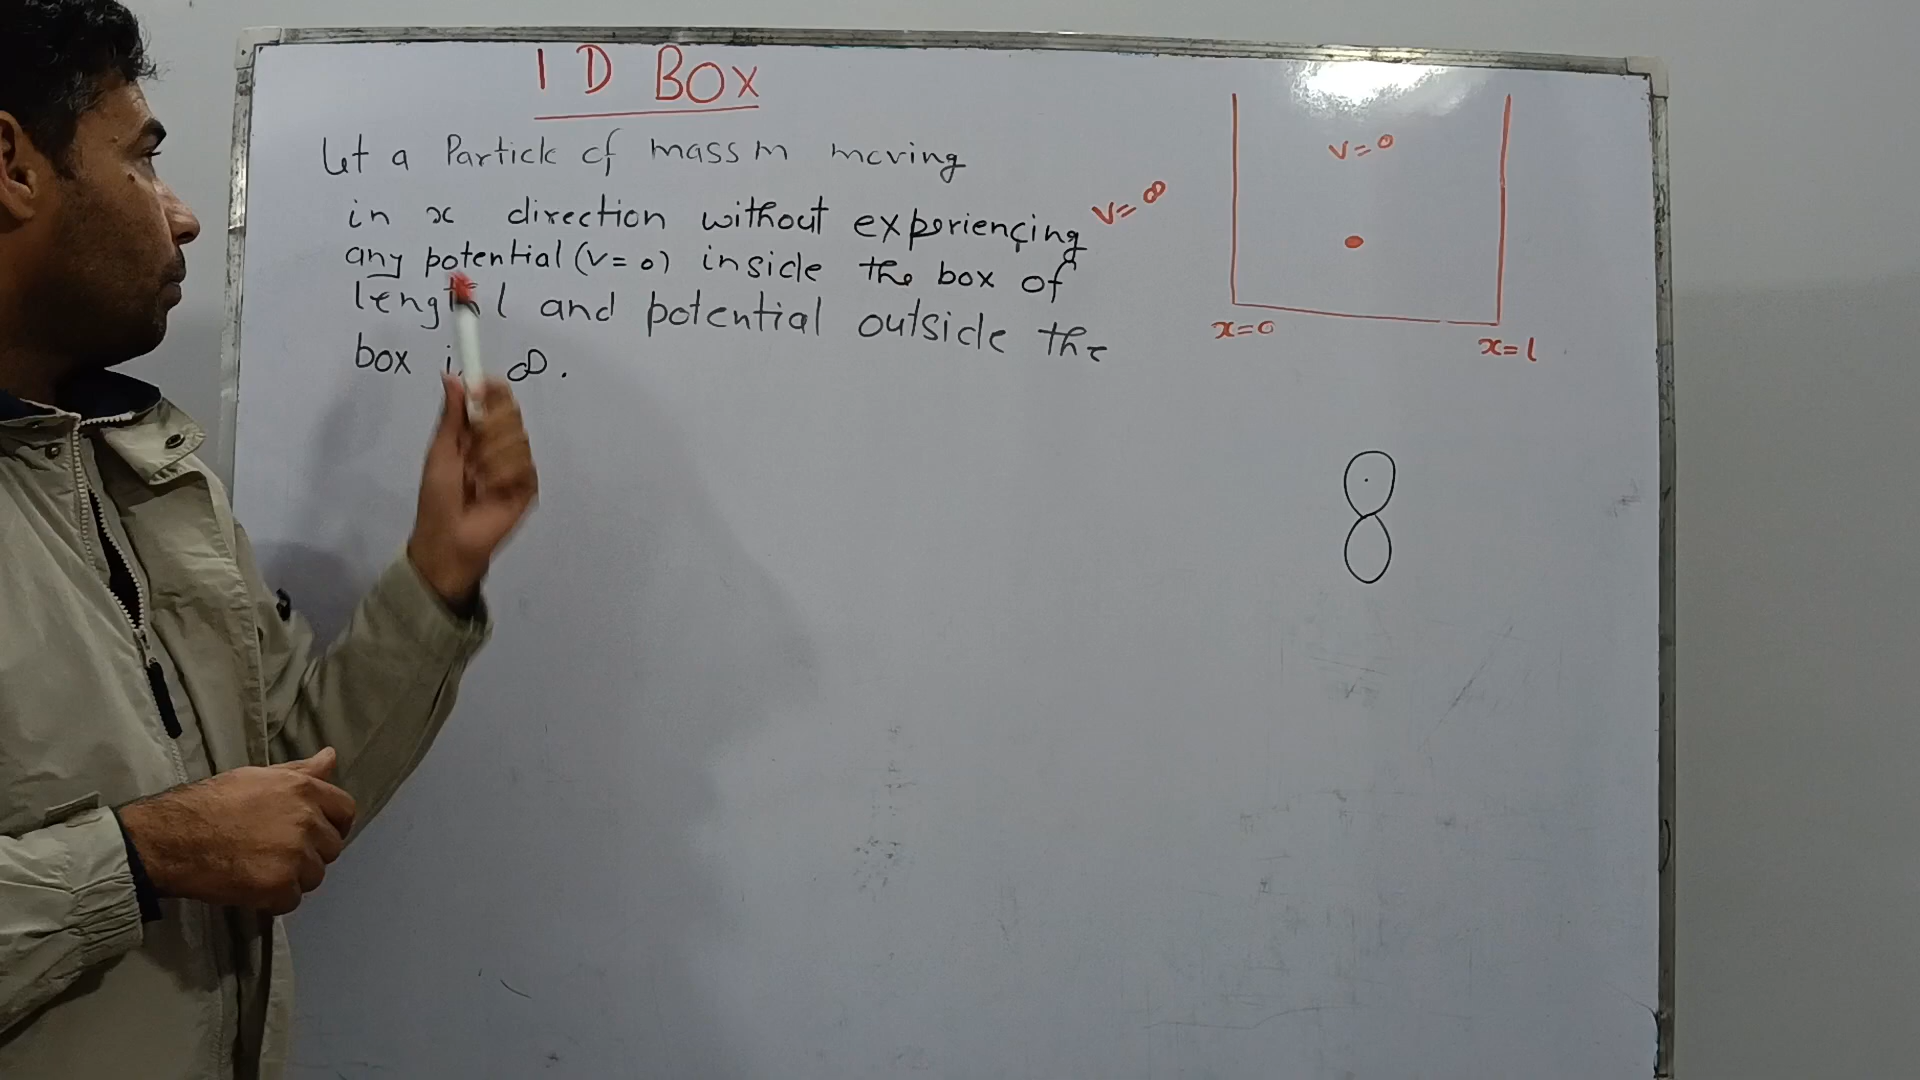 1 D BOX
Let a Particle of mass m moving
in x direction without experiencing
any potential (v=0) inside the box of
length l and potential outside the
box is ∞.
v=∞
v=0
x=0
x=l